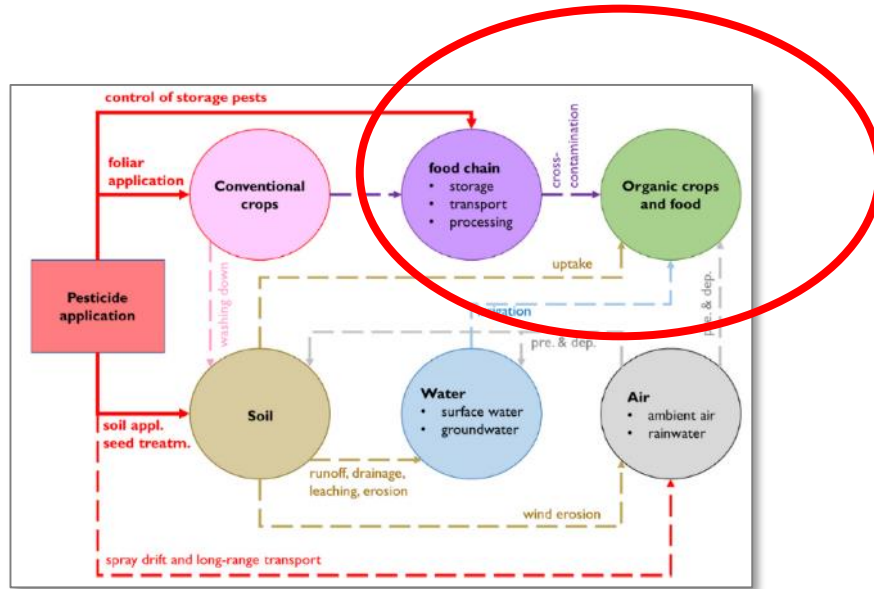 control of storage pests
foliar
application
Conventional
crops
food chain
• storage
• transport
• processing
cross-
contamination
Organic crops
and food
Pesticide
application
washing down
uptake
pre. & dep.
pre. & dep.
Soil
Water
• surface water
• groundwater
Air
• ambient air
• rainwater
soil appl.
seed treatm.
runoff, drainage,
leaching, erosion
wind erosion
spray drift and long-range transport